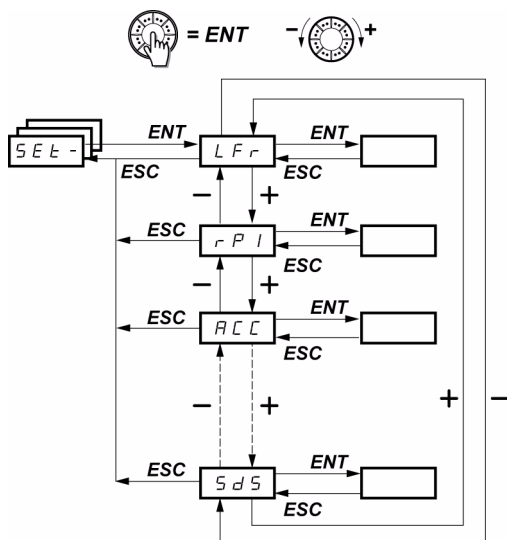 = ENT
− +
SEt-
ENT
ESC
LFr
ENT
ESC
− +
ESC
rPI
ENT
ESC
− +
ESC
ACC
ENT
ESC
− +
+ −
ESC
SdS
ENT
ESC